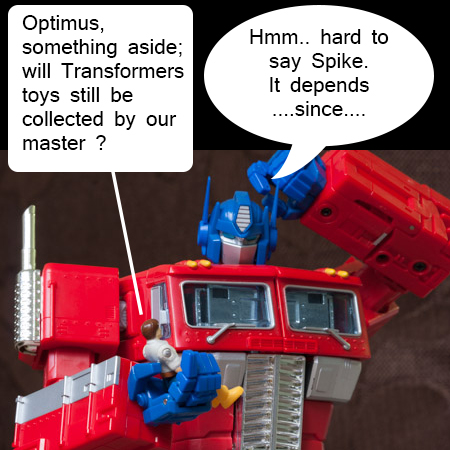 Optimus,
something aside;
will Transformers
toys still be
collected by our
master ?
Hmm.. hard to
say Spike.
It depends
....since....